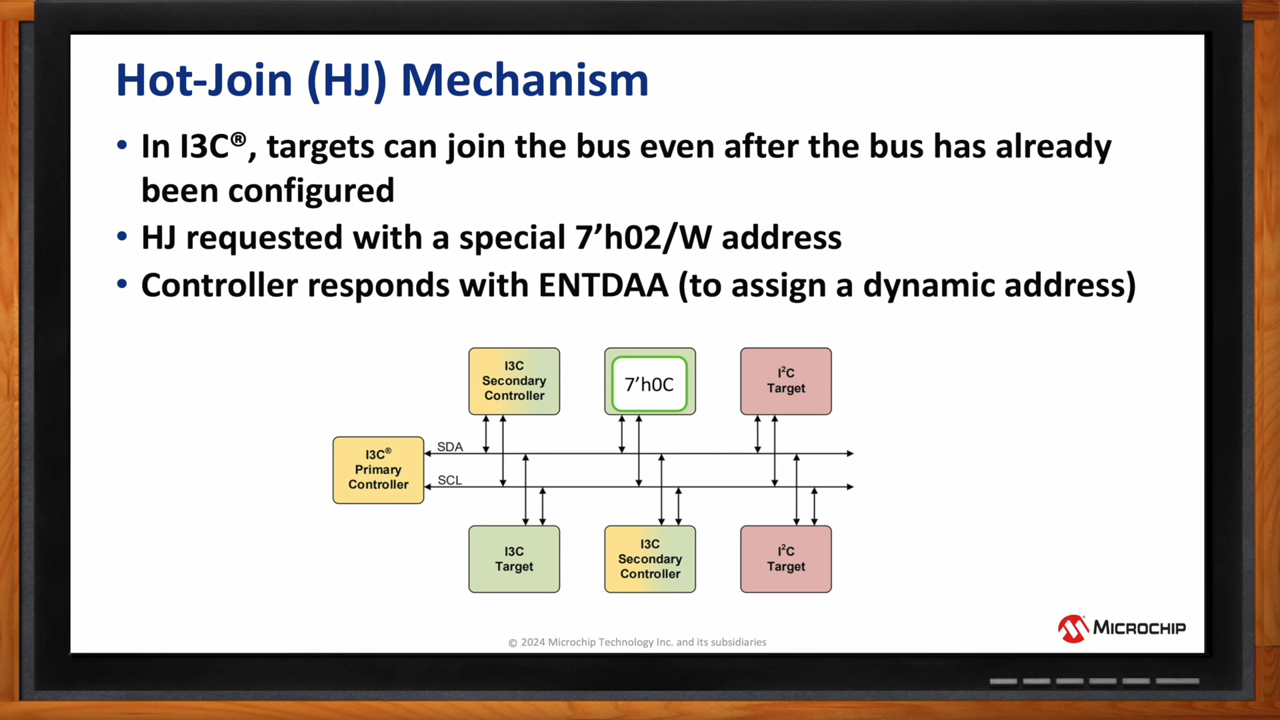 Hot-Join (HJ) Mechanism
• In I3C®, targets can join the bus even after the bus has already
been configured
• HJ requested with a special 7’h02/W address
• Controller responds with ENTDAA (to assign a dynamic address)
I3C
Secondary
Controller
7’h0C
I²C
Target
I3C®
Primary
Controller
SDA
SCL
I3C
Target
I3C
Secondary
Controller
I²C
Target
MICROCHIP
© 2024 Microchip Technology Inc. and its subsidiaries